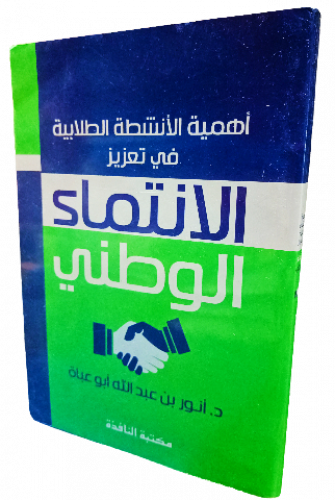 أهمية الأنشطة الطلابية
في تعزيز
الانتماء
الوطني
د. أنور بن عبد الله أبو عباة
مكتبة النافذة